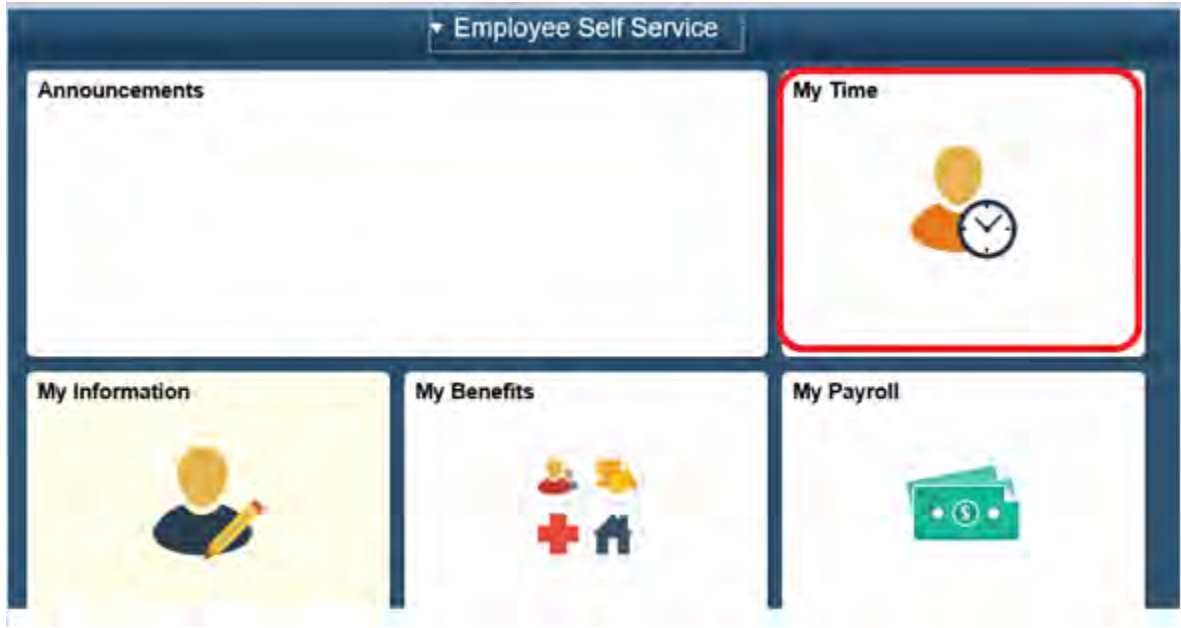 Employee Self Service
Announcements
My Time
My Information
My Benefits
My Payroll